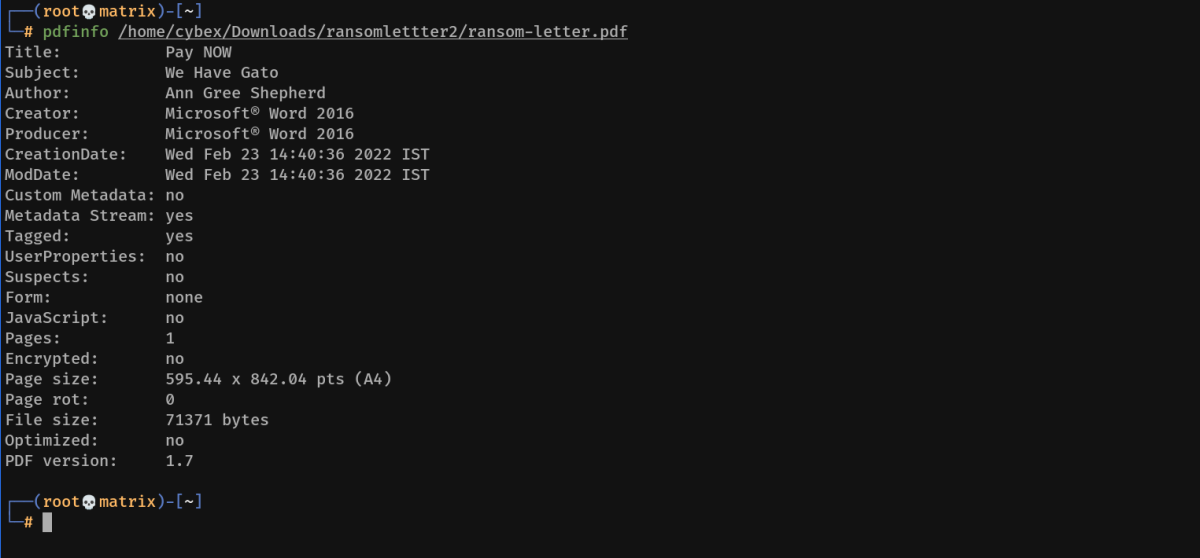 ┌──(root💀matrix)-[~]
└─# pdfinfo /home/cybex/Downloads/ransomlettter2/ransom-letter.pdf
Title:           Pay NOW
Subject:         We Have Gato
Author:          Ann Gree Shepherd
Creator:         Microsoft® Word 2016
Producer:        Microsoft® Word 2016
CreationDate:    Wed Feb 23 14:40:36 2022 IST
ModDate:         Wed Feb 23 14:40:36 2022 IST
Custom Metadata: no
Metadata Stream: yes
Tagged:          yes
UserProperties:  no
Suspects:        no
Form:            none
JavaScript:      no
Pages:           1
Encrypted:       no
Page size:       595.44 x 842.04 pts (A4)
Page rot:        0
File size:       71371 bytes
Optimized:       no
PDF version:     1.7
┌──(root💀matrix)-[~]
└─#